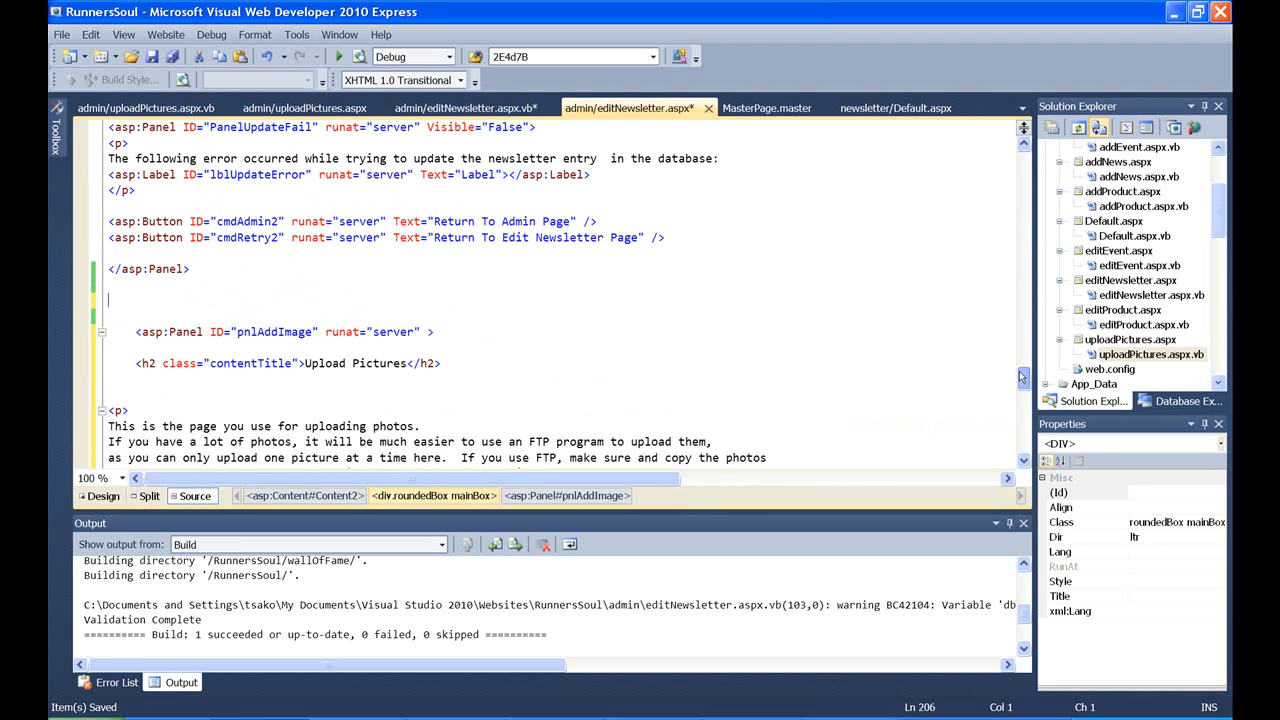 RunnersSoul - Microsoft Visual Web Developer 2010 Express
File Edit View Website Debug Format Tools Window Help
Debug 2E4d7B
Build Style... XHTML 1.0 Transitional
admin/uploadPictures.aspx.vb admin/uploadPictures.aspx admin/editNewsletter.aspx.vb* admin/editNewsletter.aspx* MasterPage.master newsletter/Default.aspx
Toolbox
<asp:Panel ID="PanelUpdateFail" runat="server" Visible="False">
<p>
The following error occurred while trying to update the newsletter entry  in the database:
<asp:Label ID="lblUpdateError" runat="server" Text="Label"></asp:Label>
</p>
<asp:Button ID="cmdAdmin2" runat="server" Text="Return To Admin Page" />
<asp:Button ID="cmdRetry2" runat="server" Text="Return To Edit Newsletter Page" />
</asp:Panel>
<asp:Panel ID="pnlAddImage" runat="server" >
<h2 class="contentTitle">Upload Pictures</h2>
<p>
This is the page you use for uploading photos.
If you have a lot of photos, it will be much easier to use an FTP program to upload them,
as you can only upload one picture at a time here.  If you use FTP, make sure and copy the photos
100 %
Design Split Source <asp:Content#Content2> <div.roundedBox mainBox> <asp:Panel#pnlAddImage>
Output
Show output from: Build
Building directory '/RunnersSoul/wallOfFame/'.
Building directory '/RunnersSoul/'.
C:\Documents and Settings\tsako\My Documents\Visual Studio 2010\Websites\RunnersSoul\admin\editNewsletter.aspx.vb(103,0): warning BC42104: Variable 'db
Validation Complete
========== Build: 1 succeeded or up-to-date, 0 failed, 0 skipped ==========
Error List Output
Solution Explorer
addEvent.aspx.vb
addNews.aspx
addNews.aspx.vb
addProduct.aspx
addProduct.aspx.vb
Default.aspx
Default.aspx.vb
editEvent.aspx
editEvent.aspx.vb
editNewsletter.aspx
editNewsletter.aspx.vb
editProduct.aspx
editProduct.aspx.vb
uploadPictures.aspx
uploadPictures.aspx.vb
web.config
App_Data
Solution Expl... Database Ex...
Properties
<DIV>
Misc
(Id)
Align
Class roundedBox mainBox
Dir ltr
Lang
RunAt
Style
Title
xml:Lang
Item(s) Saved Ln 206 Col 1 Ch 1 INS